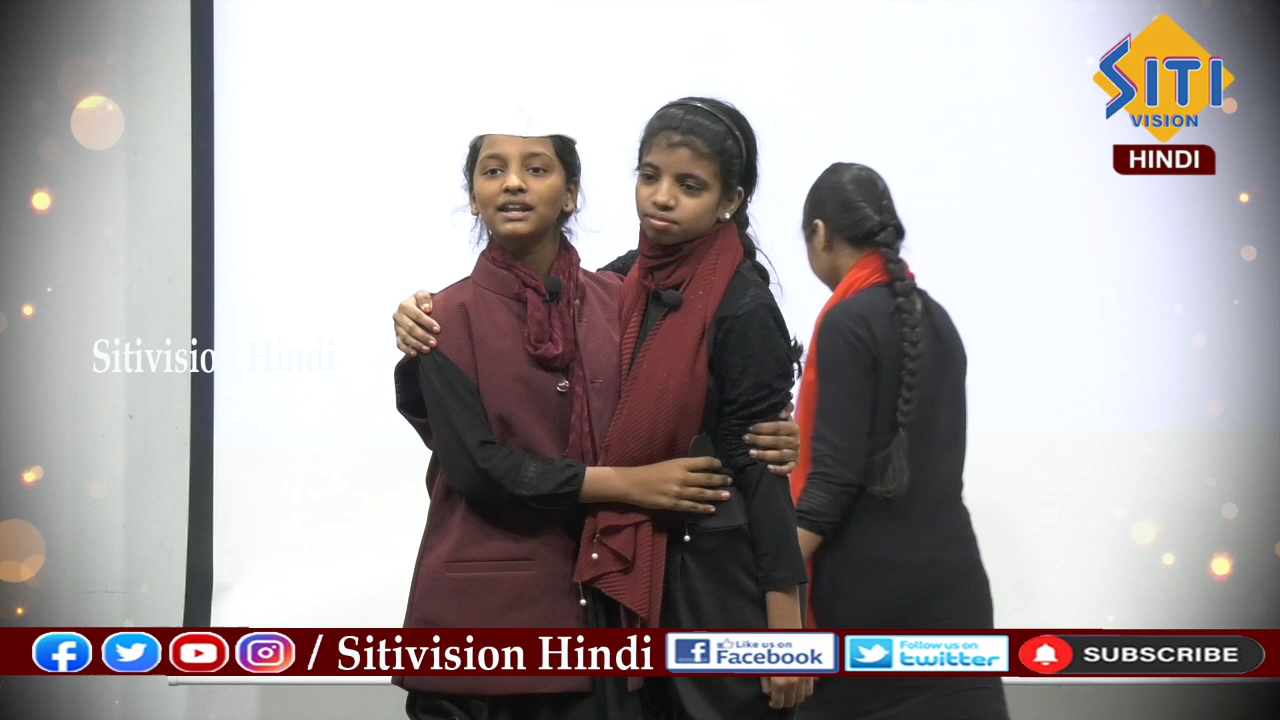 SITI
VISION
HINDI
Sitivision Hindi
/ Sitivision Hindi
Like us on
Facebook
Follow us on
twitter
SUBSCRIBE